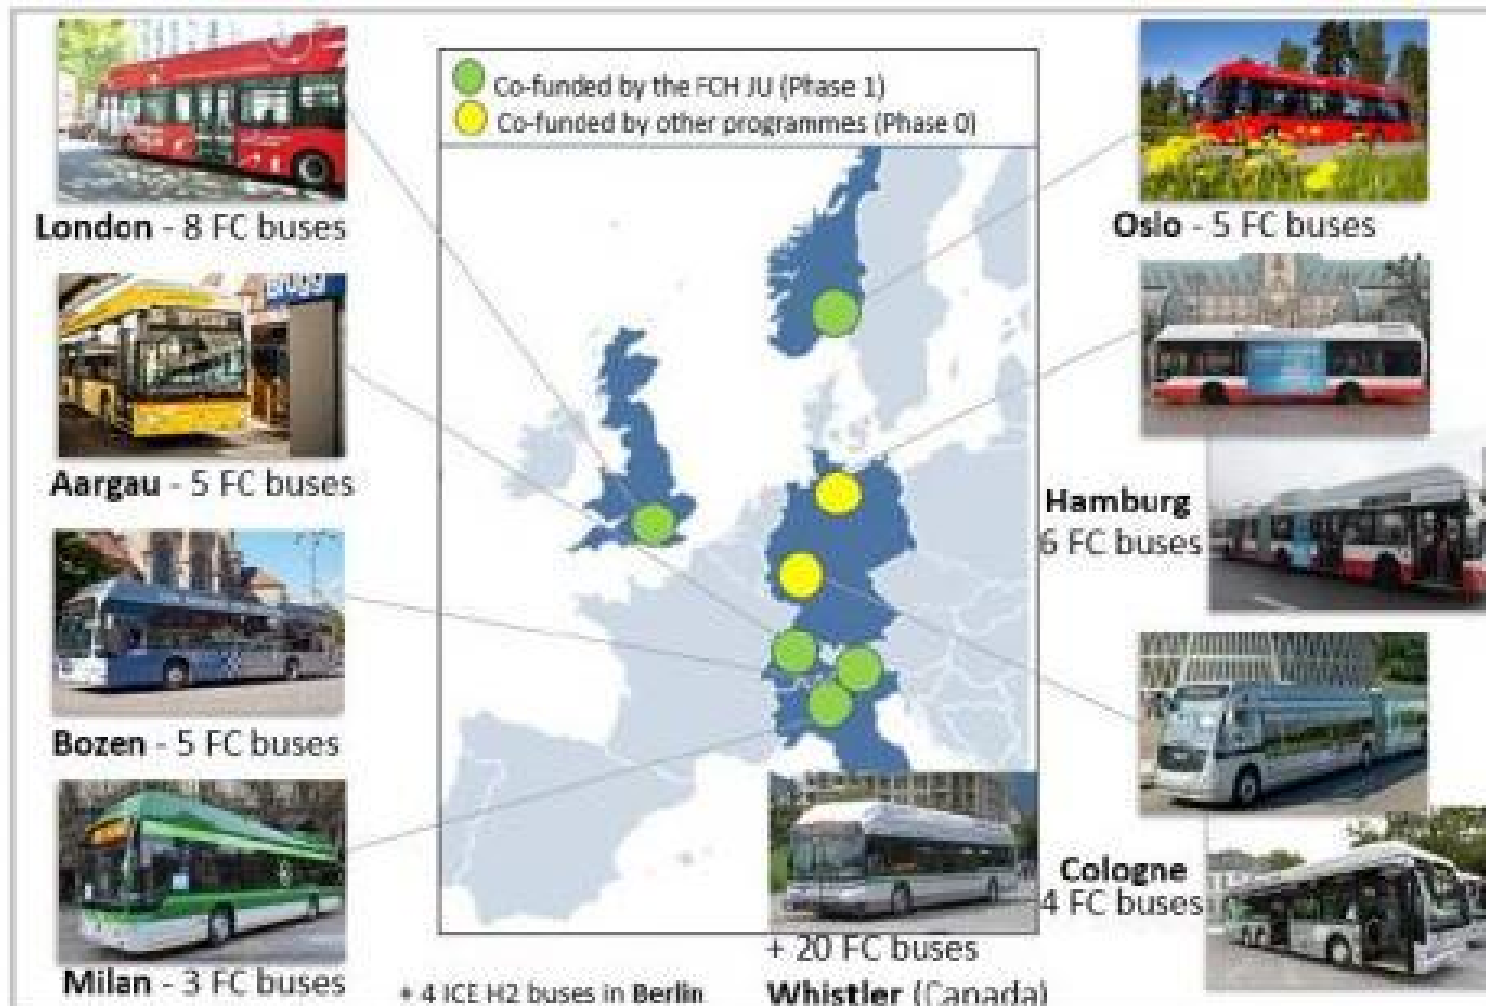 Co-funded by the FCH JU (Phase 1)
Co-funded by other programmes (Phase 0)
London - 8 FC buses
Oslo - 5 FC buses
Brugg
Aargau - 5 FC buses
Hamburg
6 FC buses
Bozen - 5 FC buses
Cologne
4 FC buses
Milan - 3 FC buses
+ 20 FC buses
Whistler (Canada)
+ 4 ICE H2 buses in Berlin